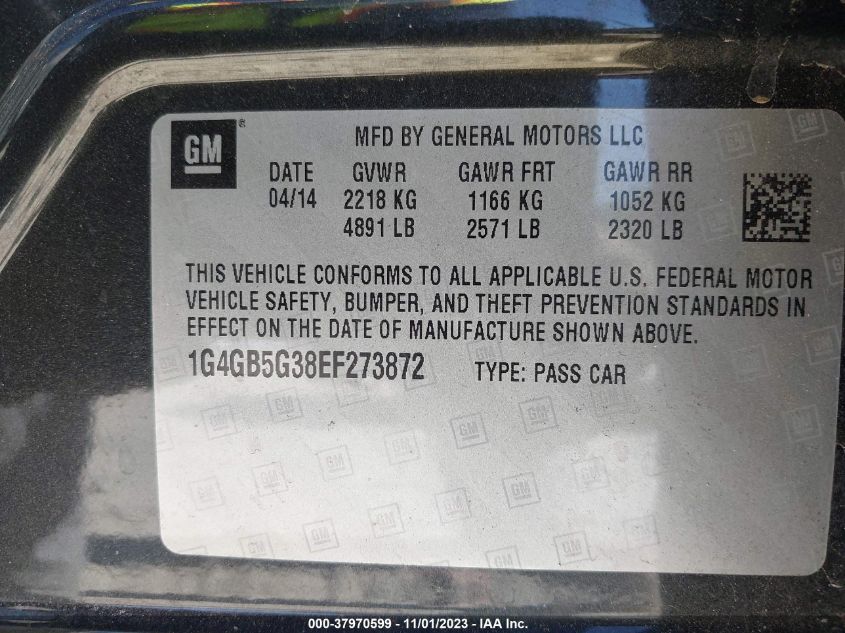 GM®
MFD BY GENERAL MOTORS LLC
DATE GVWR GAWR FRT GAWR RR
04/14 2218 KG 1166 KG 1052 KG
4891 LB 2571 LB 2320 LB
THIS VEHICLE CONFORMS TO ALL APPLICABLE U.S. FEDERAL MOTOR
VEHICLE SAFETY, BUMPER, AND THEFT PREVENTION STANDARDS IN
EFFECT ON THE DATE OF MANUFACTURE SHOWN ABOVE.
1G4GB5G38EF273872 TYPE: PASS CAR
000-37970599 - 11/01/2023 - IAA Inc.